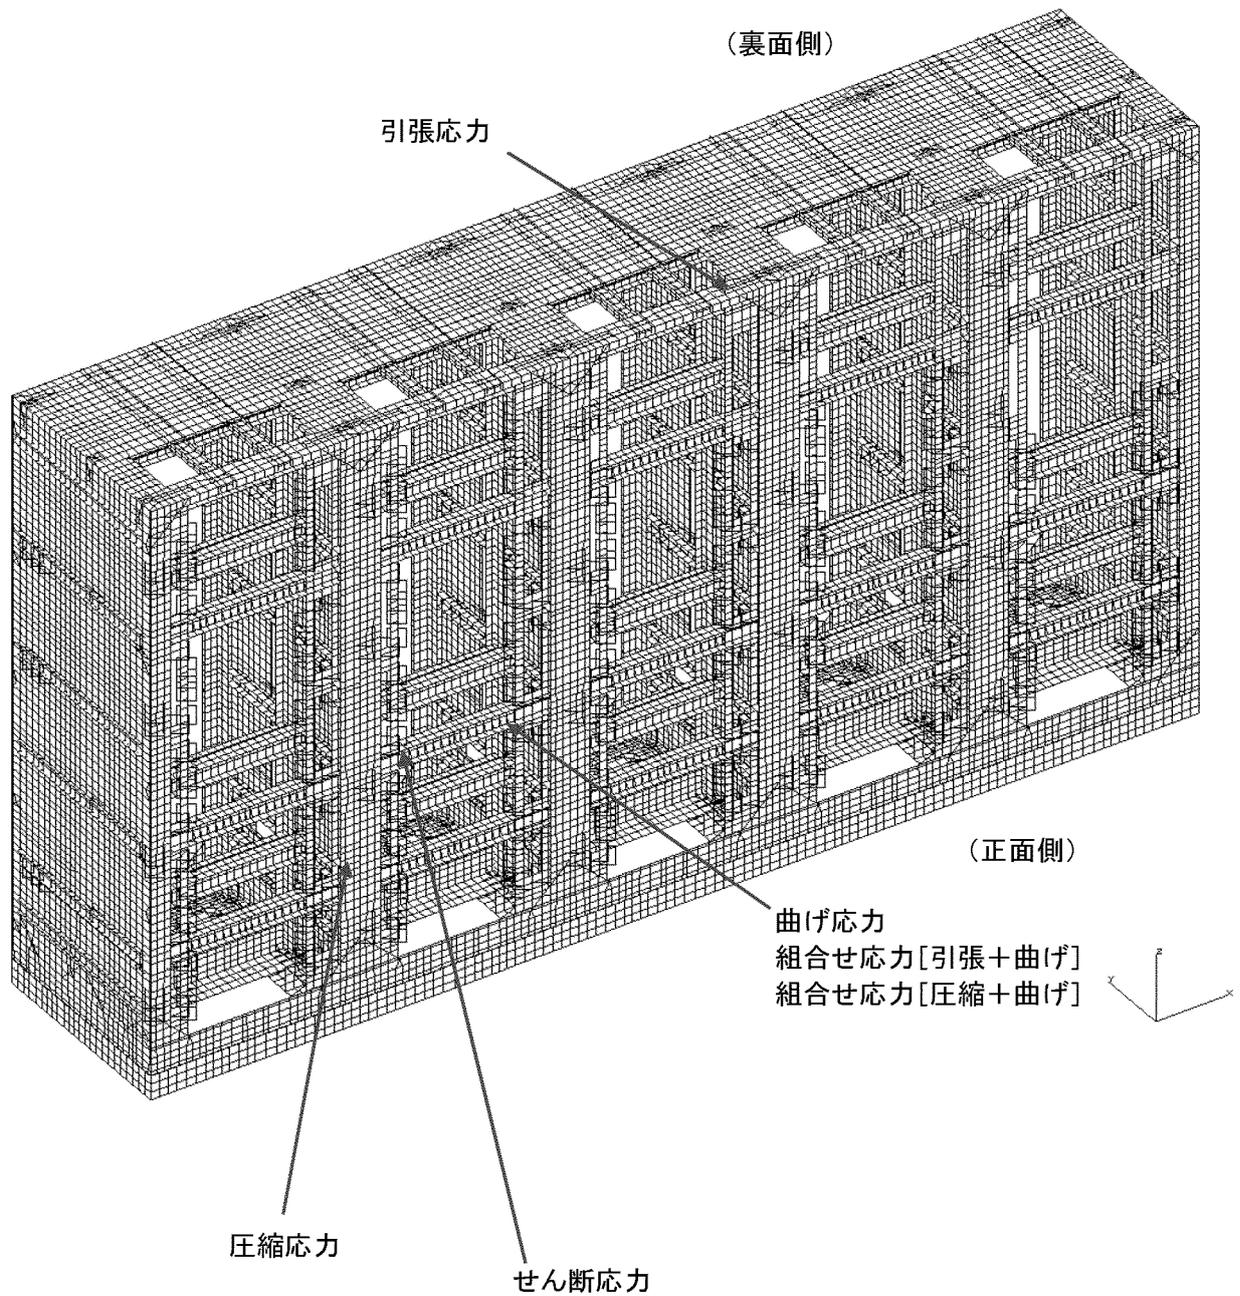 （裏面側）
引張応力
（正面側）
曲げ応力
組合せ応力[引張＋曲げ]
組合せ応力[圧縮＋曲げ]
z
Y
X
圧縮応力
せん断応力